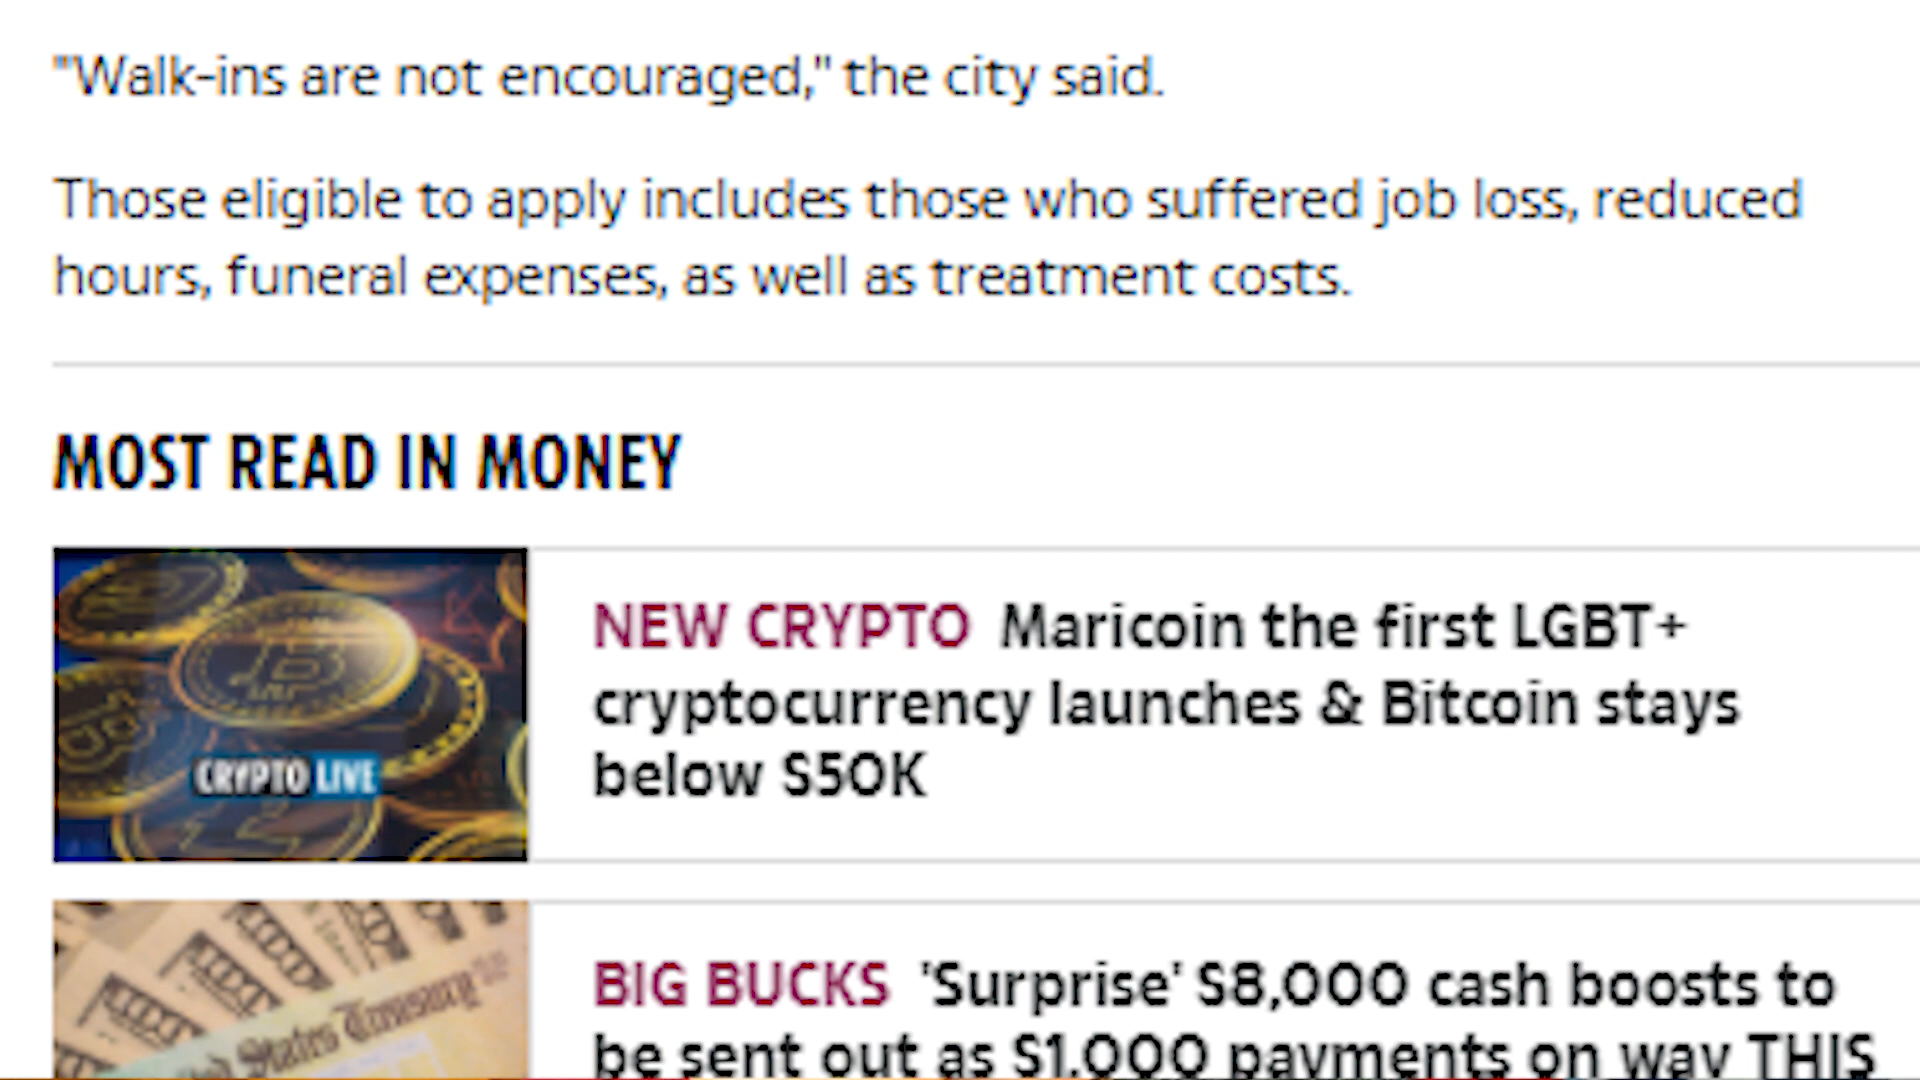 "Walk-ins are not encouraged," the city said.
Those eligible to apply includes those who suffered job loss, reduced
hours, funeral expenses, as well as treatment costs.
MOST READ IN MONEY
CRYPTO LIVE
NEW CRYPTO Maricoin the first LGBT+
cryptocurrency launches & Bitcoin stays
below $50K
States Treasury
BIG BUCKS 'Surprise' $8,000 cash boosts to
be sent out as $1,000 payments on way THIS